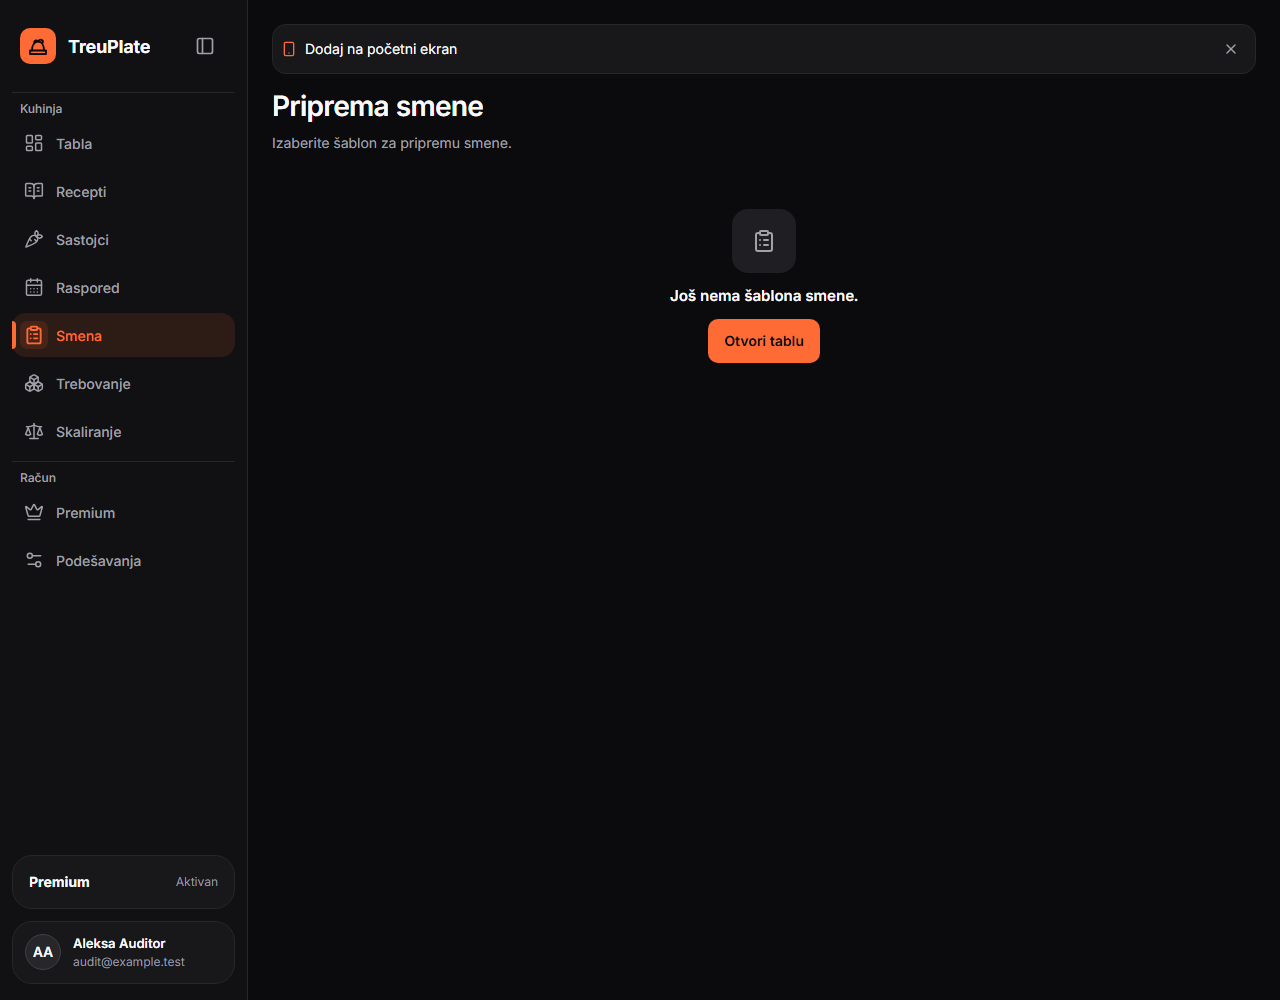 TreuPlate
Kuhinja
Tabla
Recepti
Sastojci
Raspored
Smena
Trebovanje
Skaliranje
Račun
Premium
Podešavanja
Premium
Aktivan
AA
Aleksa Auditor
audit@example.test
Dodaj na početni ekran
Priprema smene
Izaberite šablon za pripremu smene.
Još nema šablona smene.
Otvori tablu